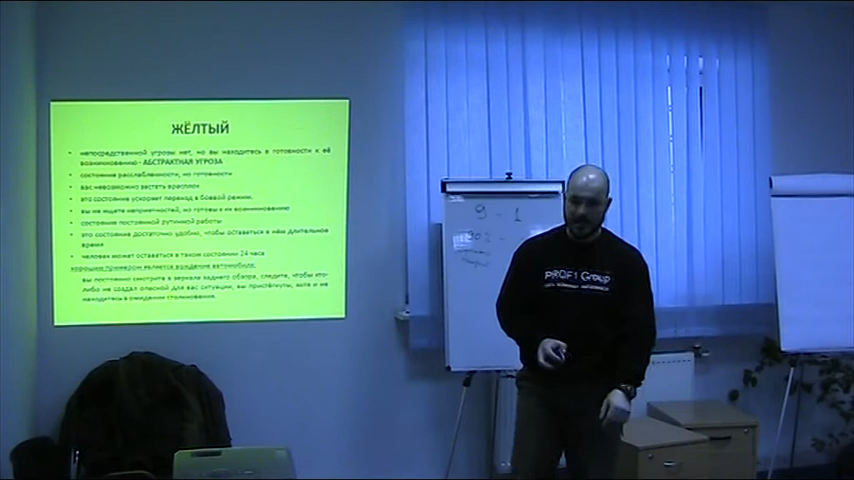 ЖЁЛТЫЙ
• непосредственной угрозы нет, но вы находитесь в готовности к её
возникновению - АБСТРАКТНАЯ УГРОЗА
• состояние расслабленности, но готовности
• вас невозможно застать врасплох
• это состояние ускоряет переход в боевой режим.
• вы не ищете неприятностей, но готовы к их возникновению
• состояние постоянной рутинной работы
• это состояние достаточно удобно, чтобы оставаться в нём длительное
время
• человек может оставаться в таком состоянии 24 часа
хорошим примером является вождение автомобиля.
вы постоянно смотрите в зеркала заднего обзора, следите, чтобы кто-
либо не создал опасной для вас ситуации, вы пристёгнуты, хотя и не
находитесь в ожидании столкновения.
9 - 1
PROFI Group